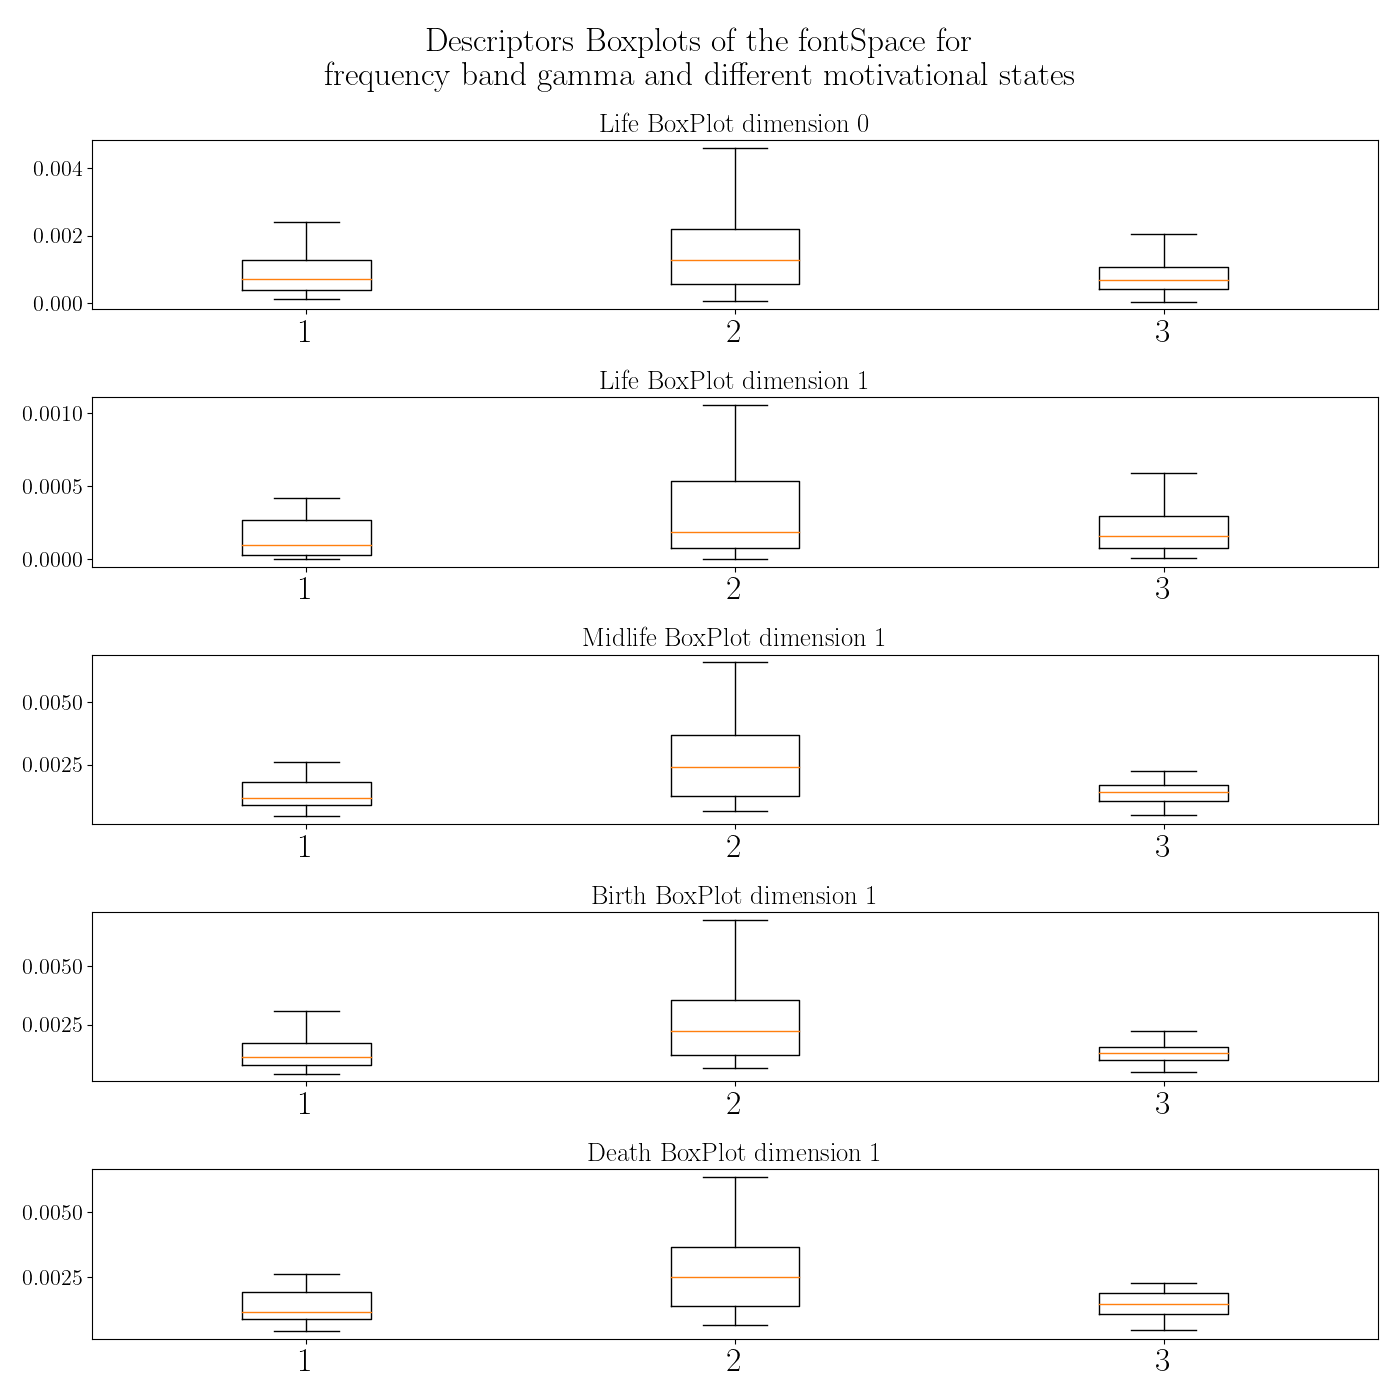 Descriptors Boxplots of the fontSpace for
frequency band gamma and different motivational states
Life BoxPlot dimension 0
0.004
0.002
0.000
1 2 3
Life BoxPlot dimension 1
0.0010
0.0005
0.0000
1 2 3
Midlife BoxPlot dimension 1
0.0050
0.0025
1 2 3
Birth BoxPlot dimension 1
0.0050
0.0025
1 2 3
Death BoxPlot dimension 1
0.0050
0.0025
1 2 3